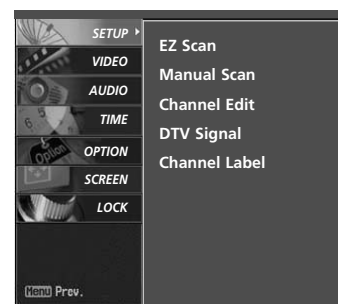 SETUP
VIDEO
AUDIO
TIME
OPTION
SCREEN
LOCK
Menu Prev.
EZ Scan
Manual Scan
Channel Edit
DTV Signal
Channel Label